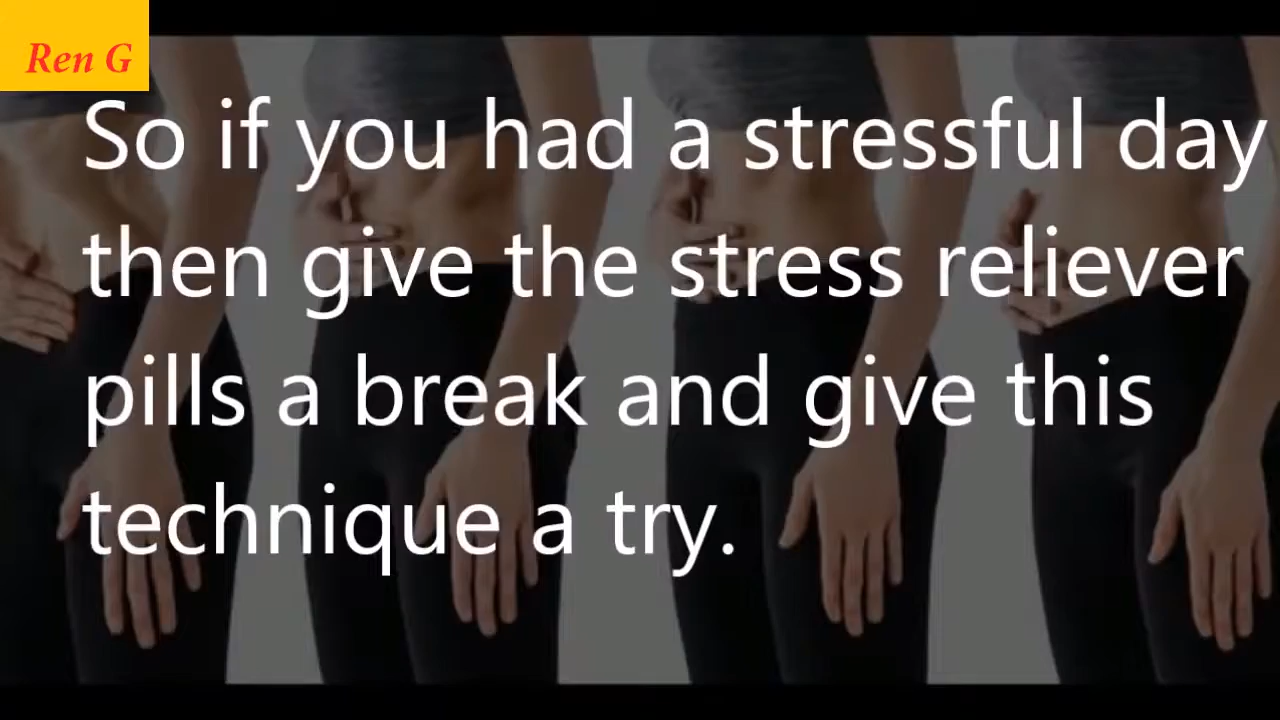 Ren G
So if you had a stressful day
then give the stress reliever
pills a break and give this
technique a try.